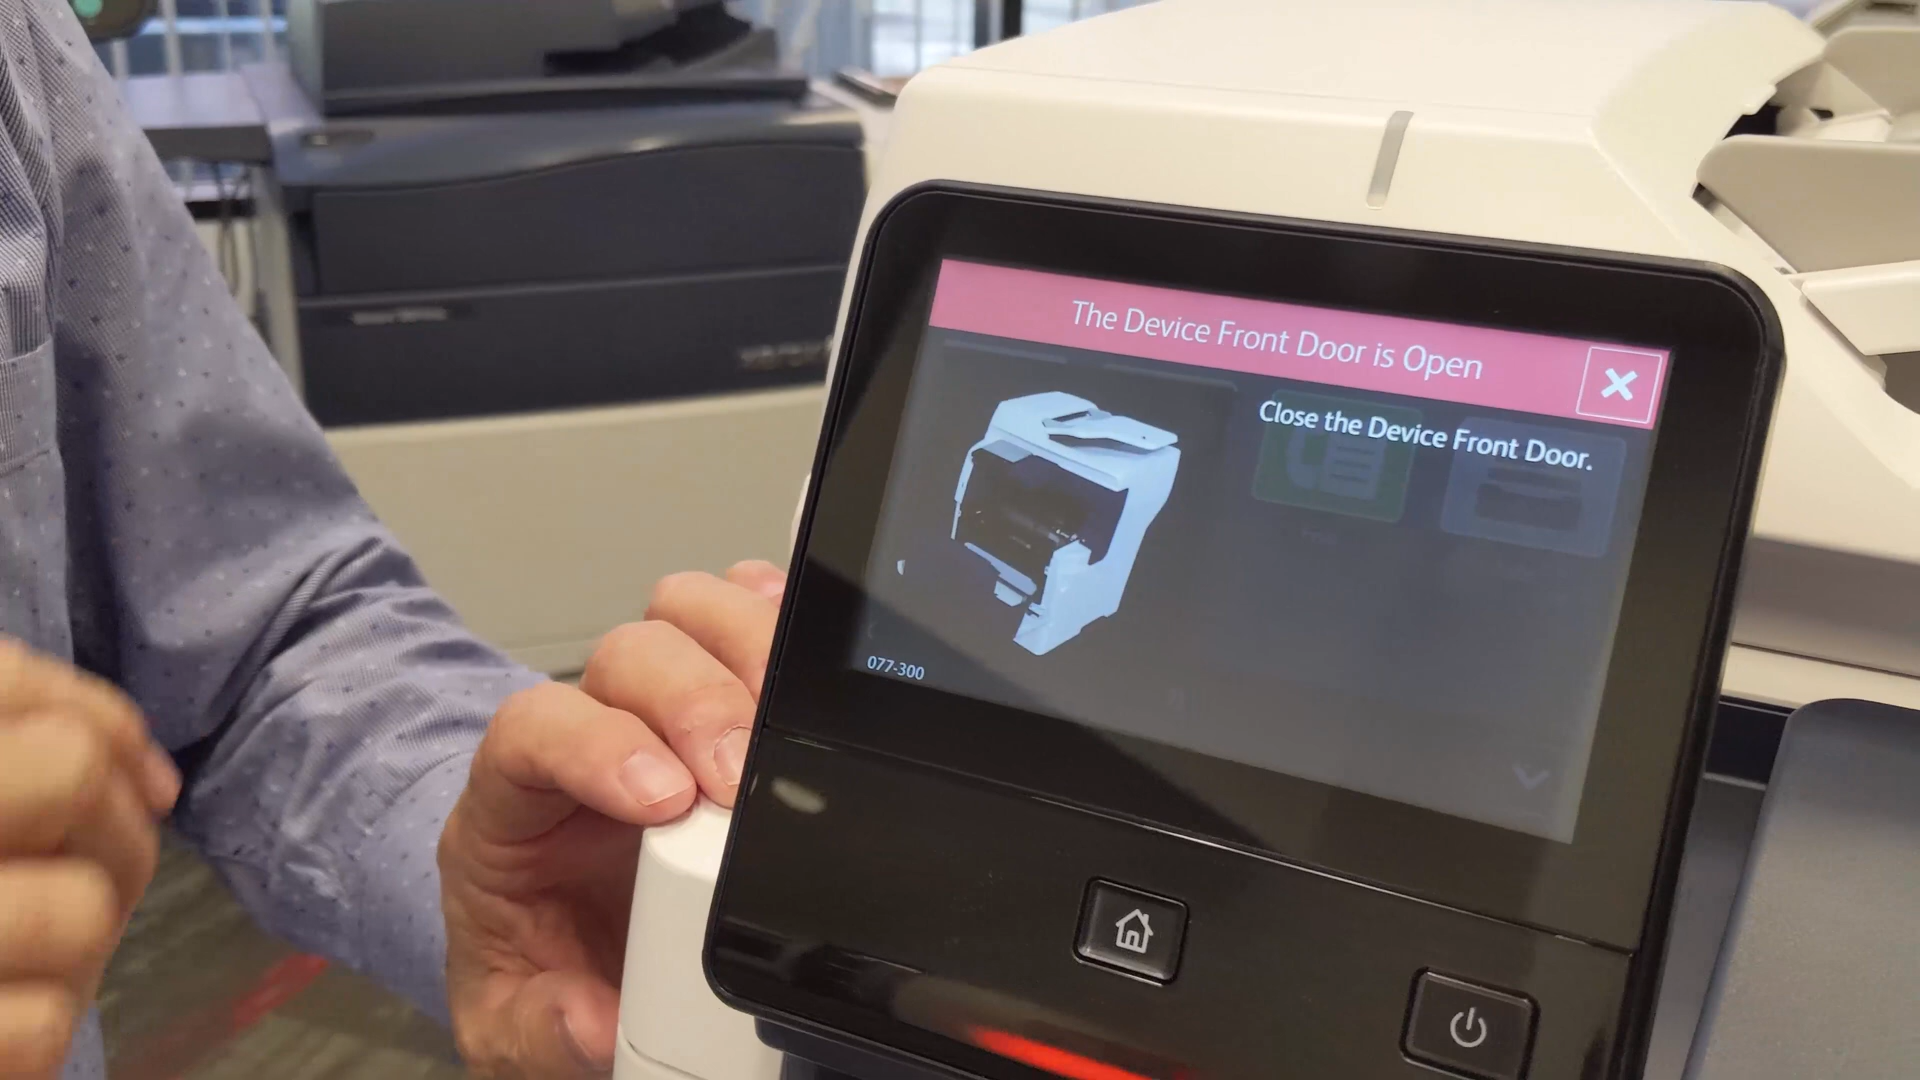 The Device Front Door is Open
Close the Device Front Door.
077-300